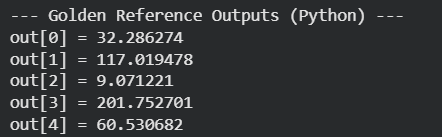 --- Golden Reference Outputs (Python) ---
out[0] = 32.286274
out[1] = 117.019478
out[2] = 9.071221
out[3] = 201.752701
out[4] = 60.530682